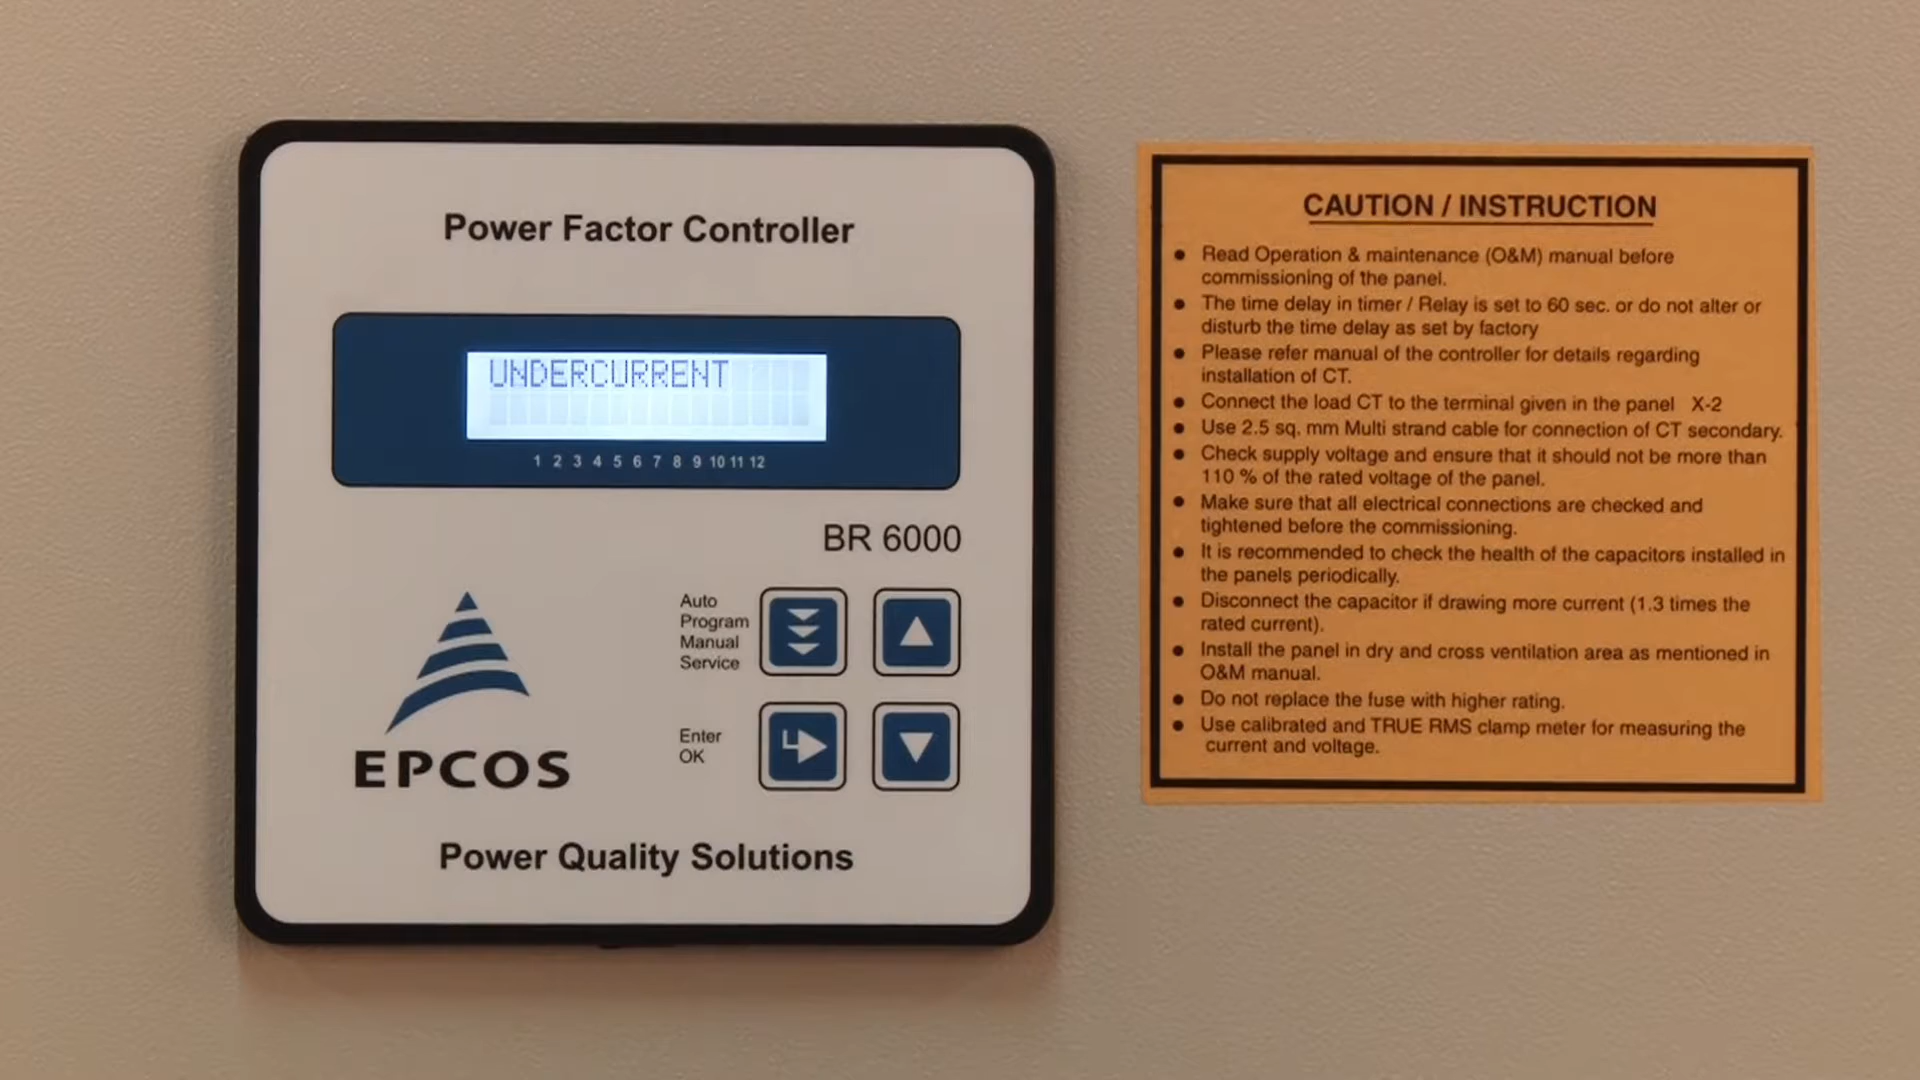 Power Factor Controller
UNDERCURRENT
1 2 3 4 5 6 7 8 9 10 11 12
BR 6000
Auto
Program
Manual
Service
Enter
OK
EPCOS
Power Quality Solutions
CAUTION / INSTRUCTION
● Read Operation & maintenance (O&M) manual before
commissioning of the panel.
● The time delay in timer / Relay is set to 60 sec. or do not alter or
disturb the time delay as set by factory
● Please refer manual of the controller for details regarding
installation of CT.
● Connect the load CT to the terminal given in the panel X-2
● Use 2.5 sq. mm Multi strand cable for connection of CT secondary.
● Check supply voltage and ensure that it should not be more than
110 % of the rated voltage of the panel.
● Make sure that all electrical connections are checked and
tightened before the commissioning.
● It is recommended to check the health of the capacitors installed in
the panels periodically.
● Disconnect the capacitor if drawing more current (1.3 times the
rated current).
● Install the panel in dry and cross ventilation area as mentioned in
O&M manual.
● Do not replace the fuse with higher rating.
● Use calibrated and TRUE RMS clamp meter for measuring the
current and voltage.